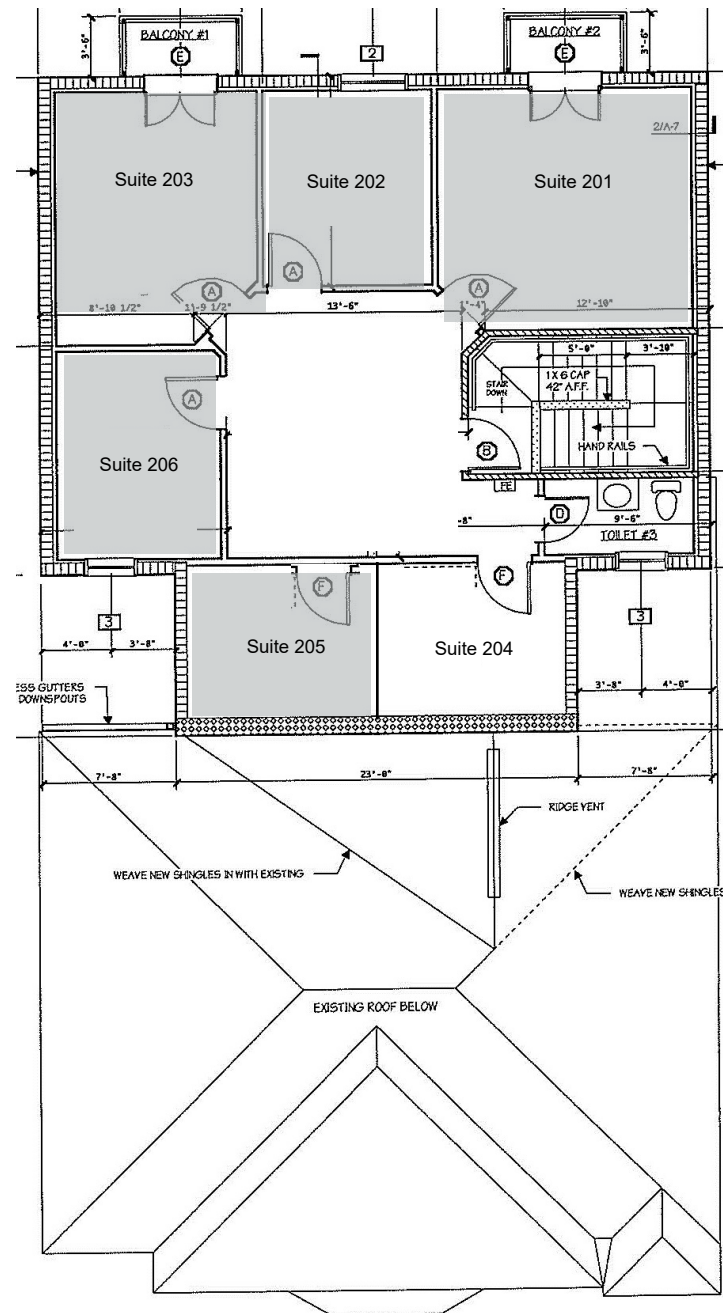 3'-6"
BALCONY #1
E
2
BALCONY #2
E
3'-6"
2/A-7
Suite 203
Suite 202
Suite 201
A
A
A
8'-10 1/2"
13'-6"
1'-4"
12'-10"
5'-0"
3'-10"
STAIR
DOWN
1 X 6 CAP
42" A.F.F.
A
HAND RAILS
B
Suite 206
FE
-8"
D
9'-6"
TOILET #3
F
F
3
Suite 205
Suite 204
3
4'-0"
3'-8"
3'-8"
4'-0"
ESS GUTTERS
DOWNSPOUTS
7'-8"
23'-0"
7'-8"
RIDGE VENT
WEAVE NEW SHINGLES IN WITH EXISTING
WEAVE NEW SHINGLES
EXISTING ROOF BELOW